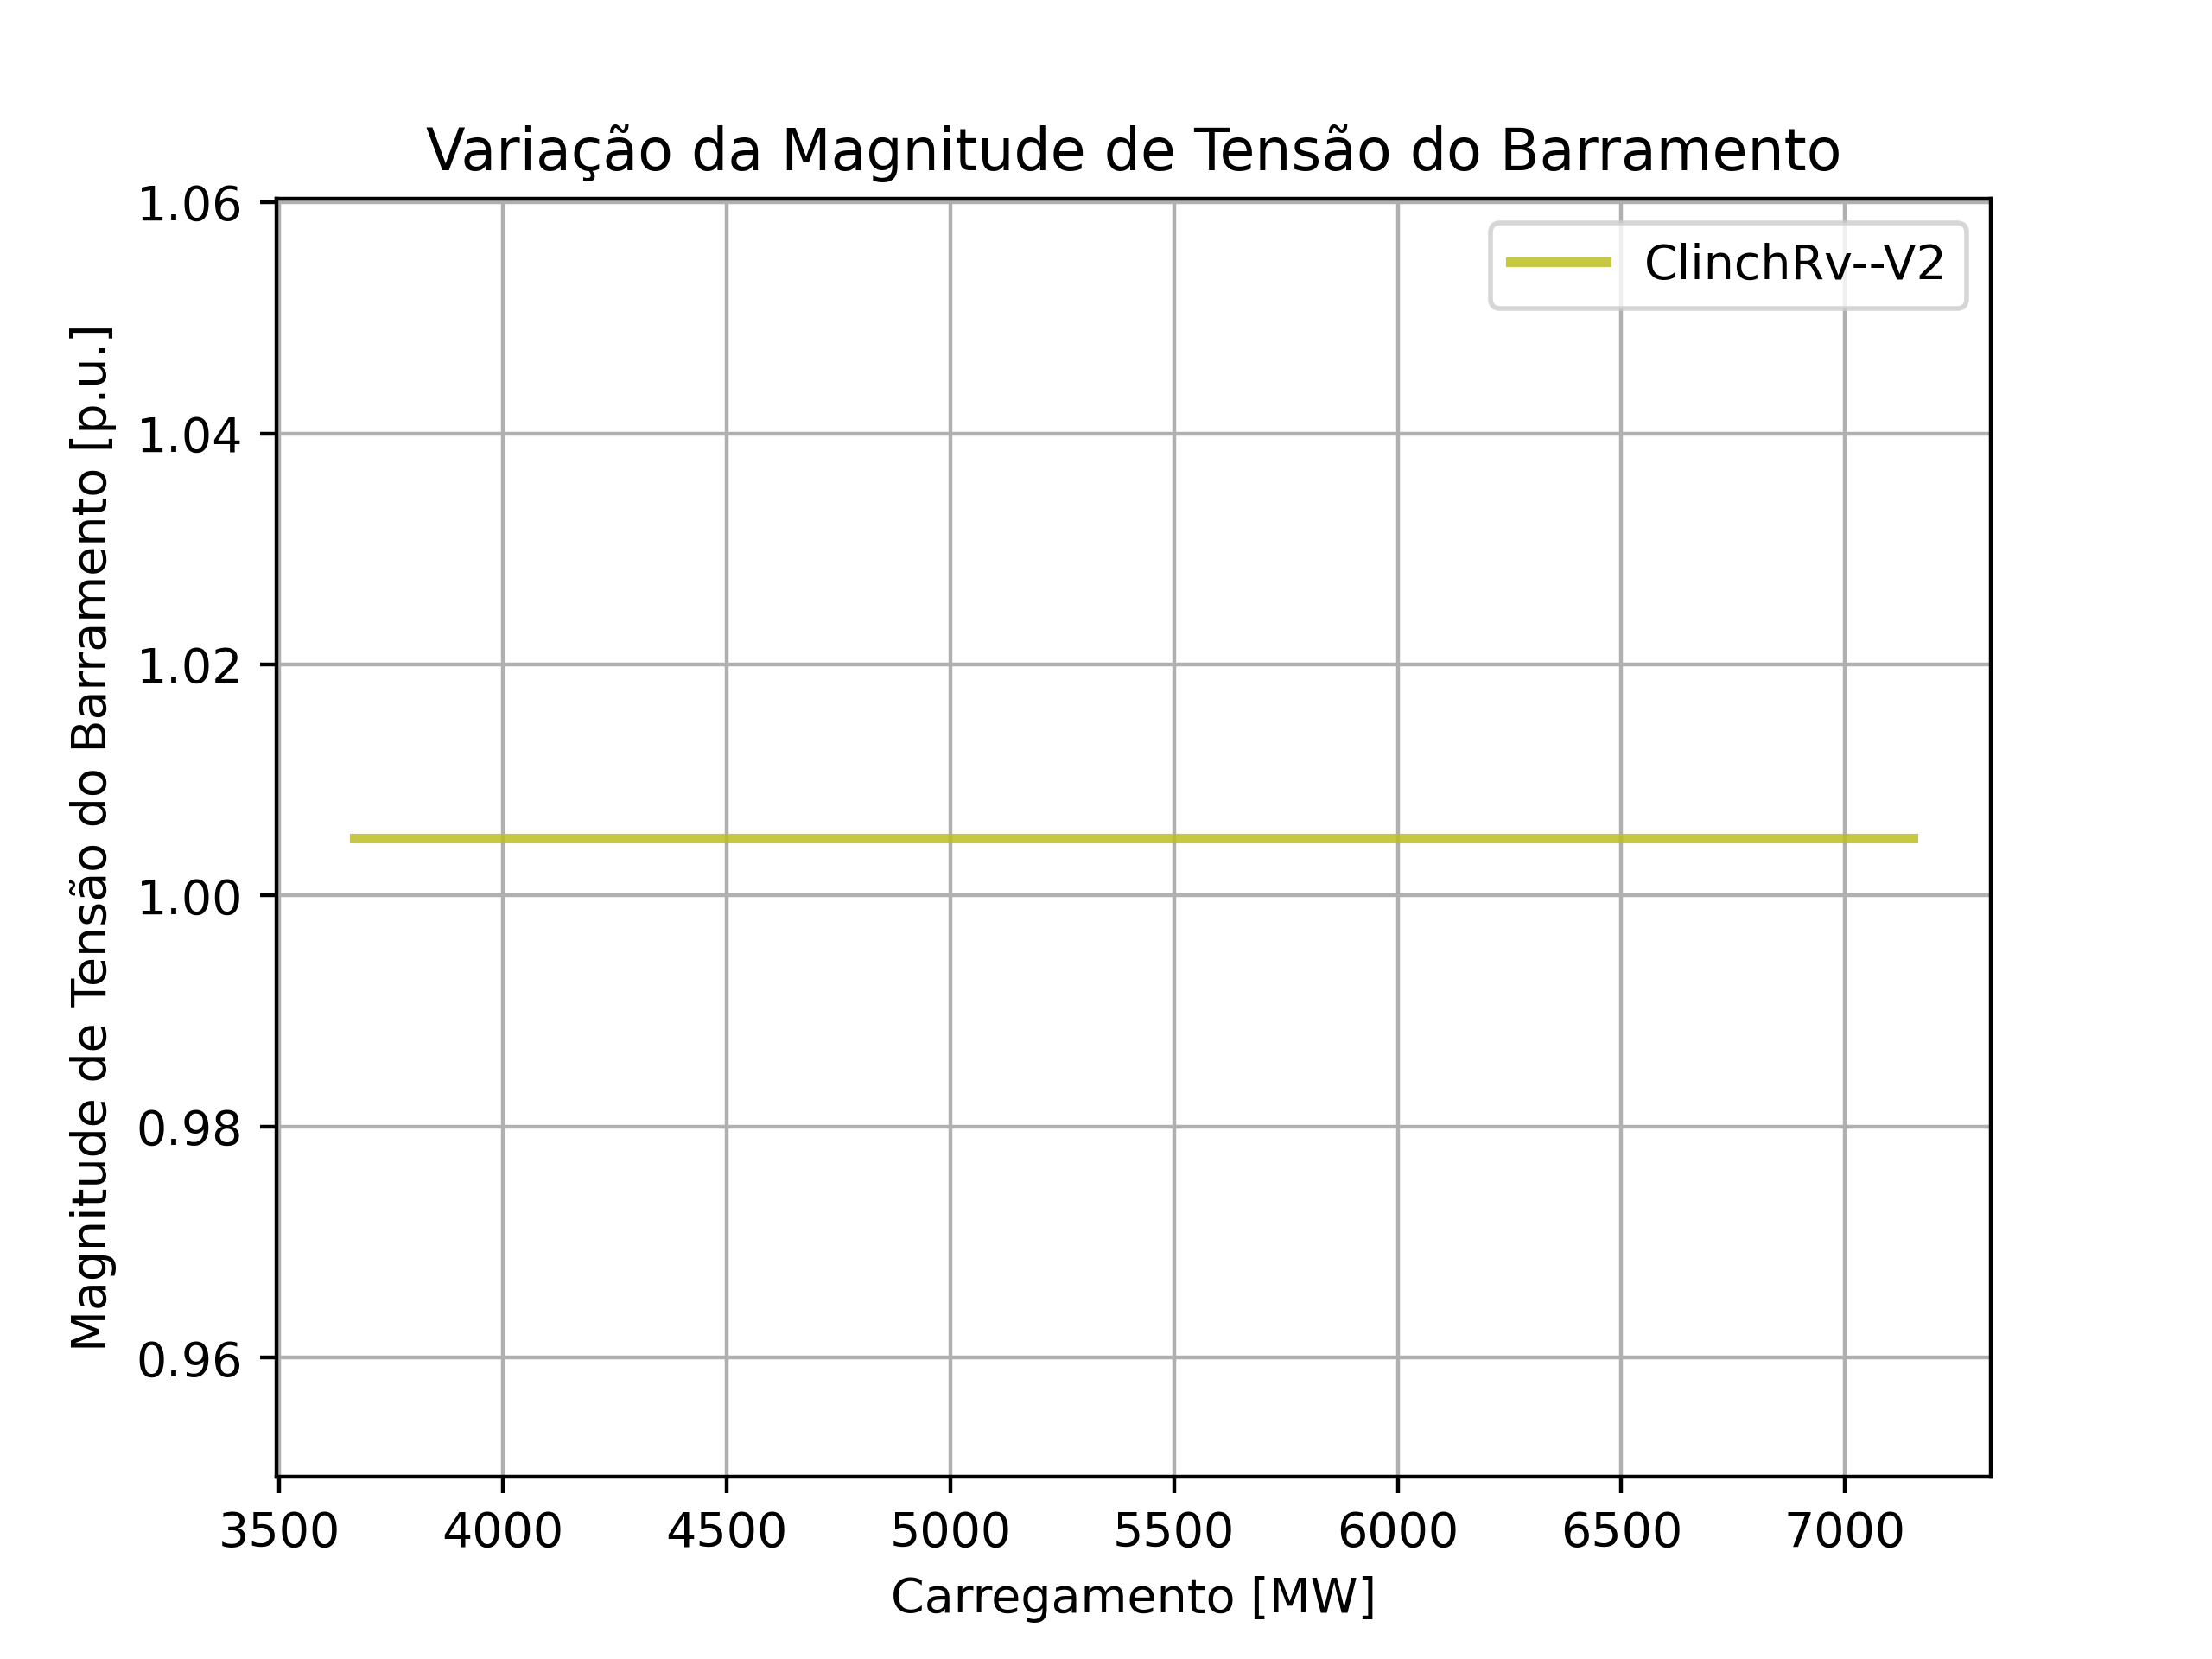 Variação da Magnitude de Tensão do Barramento
ClinchRv--V2
Magnitude de Tensão do Barramento [p.u.]
1.06
1.04
1.02
1.00
0.98
0.96
3500 4000 4500 5000 5500 6000 6500 7000
Carregamento [MW]